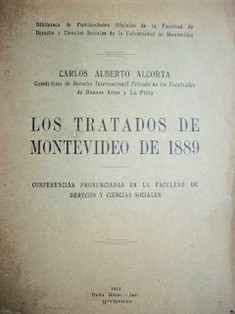 Biblioteca de Publicaciones Oficiales de la Facultad de
Derecho y Ciencias Sociales de la Universidad de Montevideo
CARLOS ALBERTO ALCORTA
Catedrático de Derecho Internacional Privado de las Facultades
de Buenos Aires y La Plata
LOS TRATADOS DE
MONTEVIDEO DE 1889
CONFERENCIAS PRONUNCIADAS EN LA FACULTAD DE
DERECHO Y CIENCIAS SOCIALES